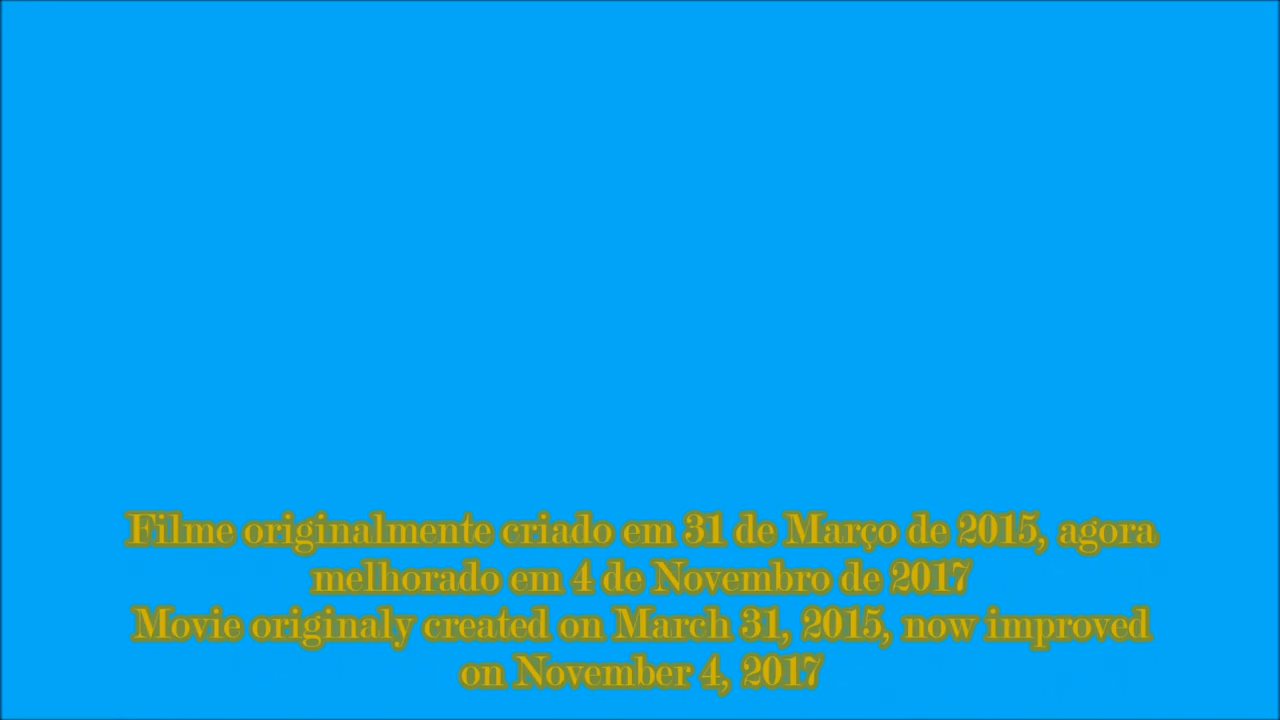 Filme originalmente criado em 31 de Março de 2015, agora
melhorado em 4 de Novembro de 2017
Movie originaly created on March 31, 2015, now improved
on November 4, 2017